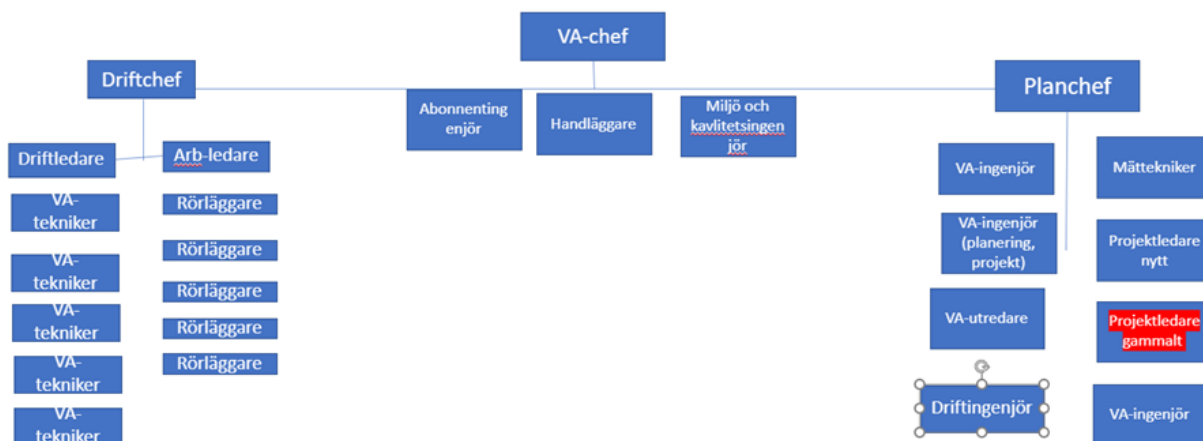 VA-chef
Driftchef
Planchef
Abonnenting
enjör
Handläggare
Miljö och
kavlitetsingen
jör
Driftledare
Arb-ledare
VA-
tekniker
VA-
tekniker
VA-
tekniker
VA-
tekniker
VA-
tekniker
Rörläggare
Rörläggare
Rörläggare
Rörläggare
Rörläggare
VA-ingenjör
VA-ingenjör
(planering,
projekt)
VA-utredare
Driftingenjör
Mättekniker
Projektledare
nytt
Projektledare
gammalt
VA-ingenjör